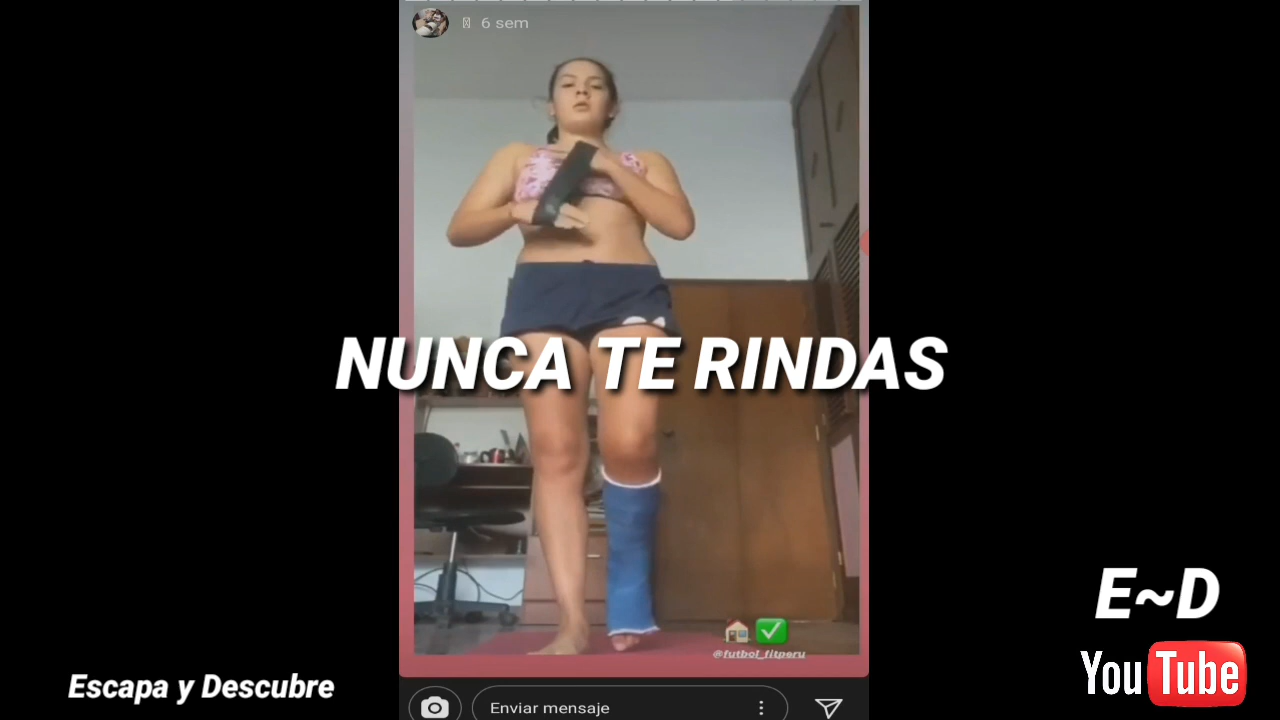 6 sem
NUNCA TE RINDAS
E~D
@futbol_fitperu
YouTube
Escapa y Descubre
Enviar mensaje